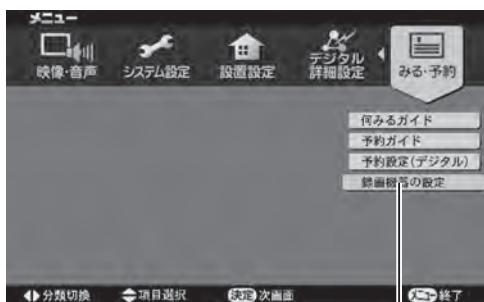 メニュー
映像・音声
システム設定
設置設定
デジタル
詳細設定
みる・予約
何みるガイド
予約ガイド
予約設定(デジタル)
録画機器の設定
分類切換 項目選択 決定 次画面 メニュー 終了